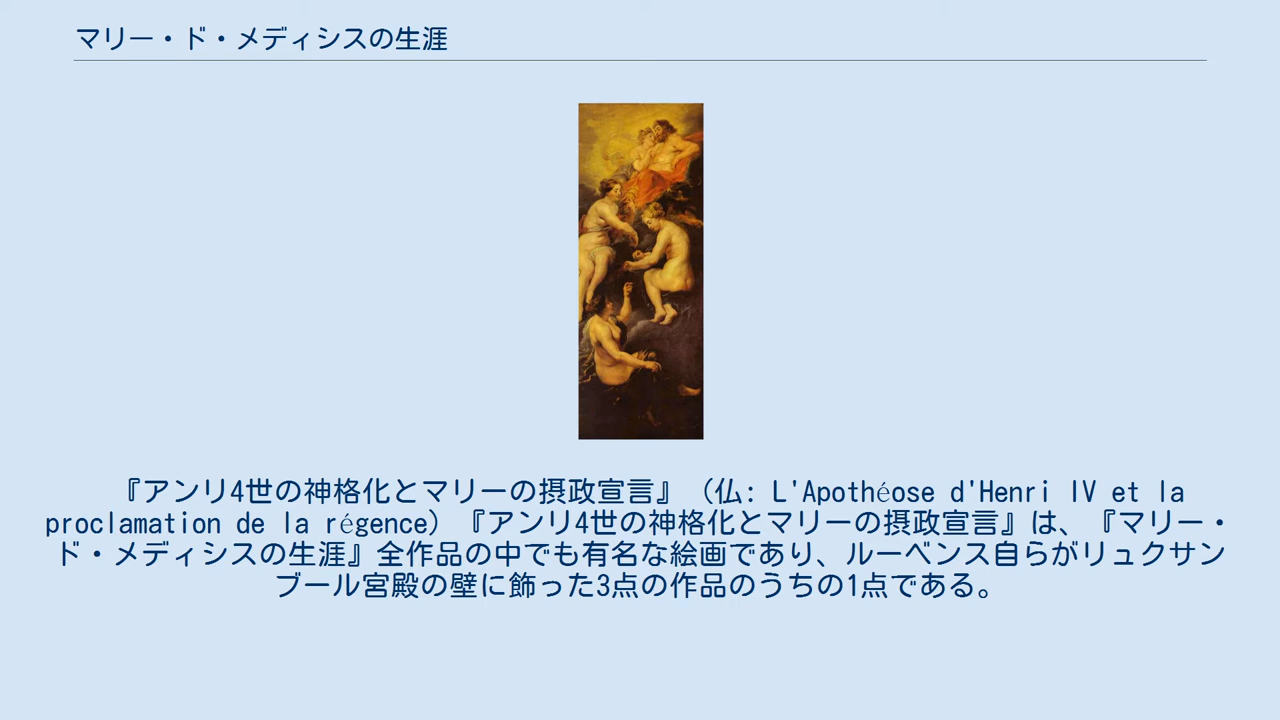 マリー・ド・メディシスの生涯
『アンリ4世の神格化とマリーの摂政宣言』（仏: L'Apothéose d'Henri IV et la
proclamation de la régence）『アンリ4世の神格化とマリーの摂政宣言』は、『マリー・
ド・メディシスの生涯』全作品の中でも有名な絵画であり、ルーベンス自らがリュクサン
ブール宮殿の壁に飾った3点の作品のうちの1点である。